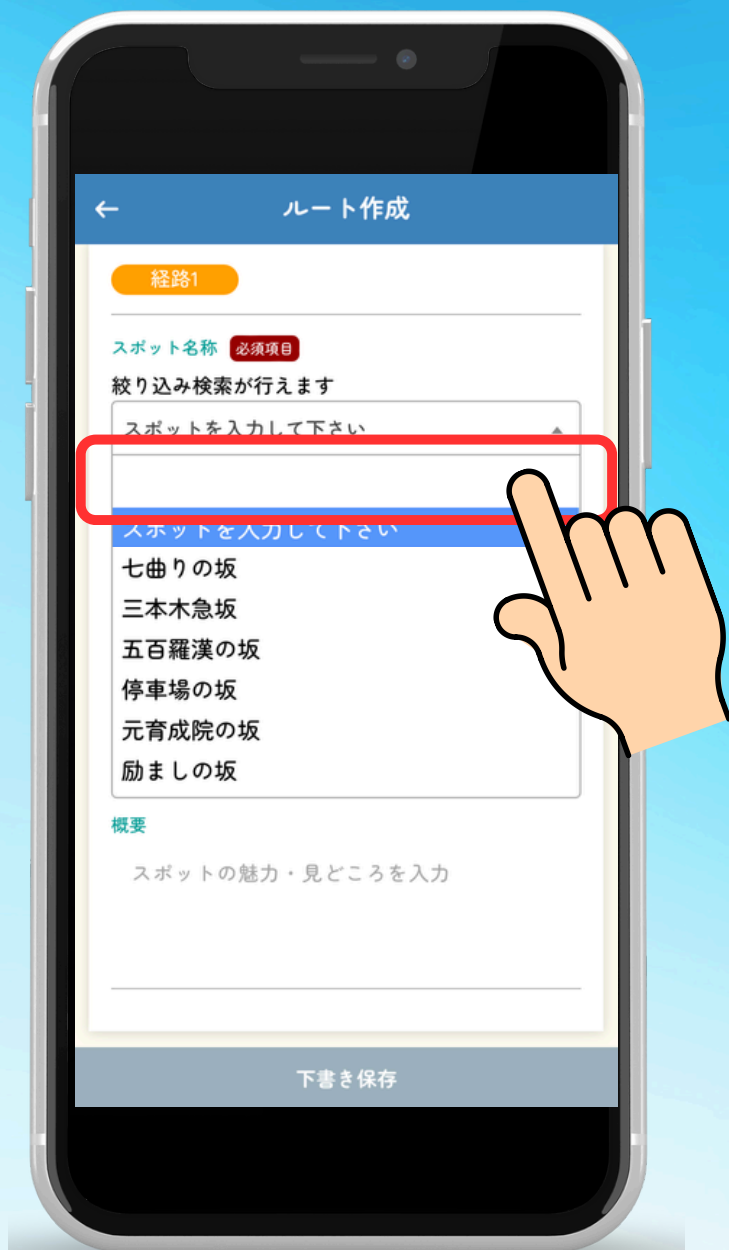 ルート作成
経路1
スポット名称 必須項目
絞り込み検索が行えます
スポットを入力して下さい
スポットを入力して下さい
七曲りの坂
三本木急坂
五百羅漢の坂
停車場の坂
元育成院の坂
励ましの坂
概要
スポットの魅力・見どころを入力
下書き保存